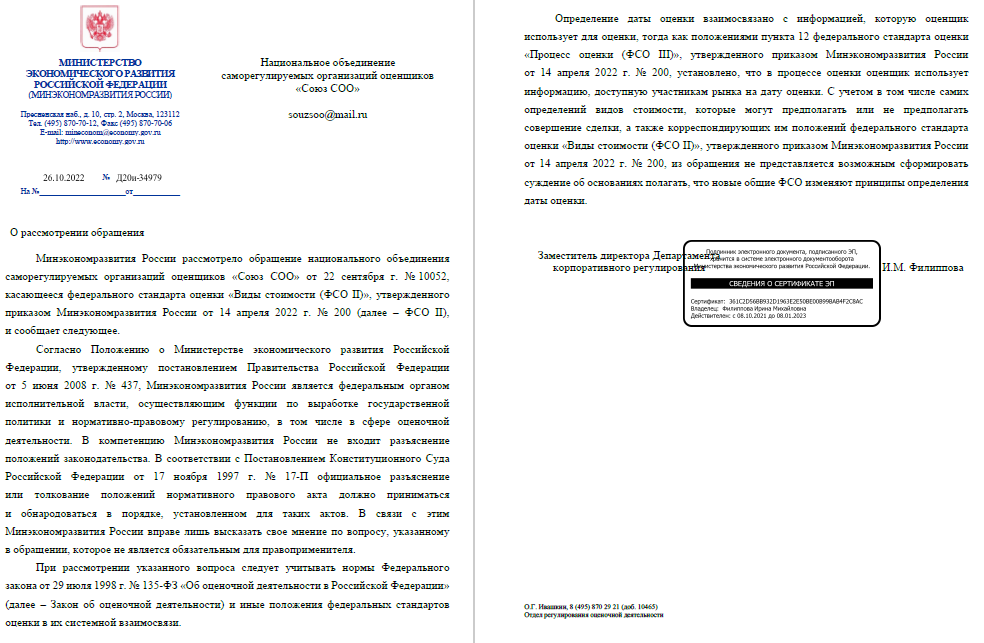 МИНИСТЕРСТВО
ЭКОНОМИЧЕСКОГО РАЗВИТИЯ
РОССИЙСКОЙ ФЕДЕРАЦИИ
(МИНЭКОНОМРАЗВИТИЯ РОССИИ)
Пресненская наб., д. 10, стр. 2, Москва, 123112
Тел. (495) 870-70-12, Факс (495) 870-70-06
E-mail: mineconom@economy.gov.ru
http://www.economy.gov.ru
26.10.2022 № Д20и-34979
На № от
Национальное объединение
саморегулируемых организаций оценщиков
«Союз СОО»
souzsoo@mail.ru
О рассмотрении обращения
Минэкономразвития России рассмотрело обращение национального объединения
саморегулируемых организаций оценщиков «Союз СОО» от 22 сентября г. № 10052,
касающееся федерального стандарта оценки «Виды стоимости (ФСО II)», утвержденного
приказом Минэкономразвития России от 14 апреля 2022 г. № 200 (далее – ФСО II),
и сообщает следующее.
Согласно Положению о Министерстве экономического развития Российской
Федерации, утвержденному постановлением Правительства Российской Федерации
от 5 июня 2008 г. № 437, Минэкономразвития России является федеральным органом
исполнительной власти, осуществляющим функции по выработке государственной
политики и нормативно-правовому регулированию, в том числе в сфере оценочной
деятельности. В компетенцию Минэкономразвития России не входит разъяснение
положений законодательства. В соответствии с Постановлением Конституционного Суда
Российской Федерации от 17 ноября 1997 г. № 17-П официальное разъяснение
или толкование положений нормативного правового акта должно приниматься
и обнародоваться в порядке, установленном для таких актов. В связи с этим
Минэкономразвития России вправе лишь высказать свое мнение по вопросу, указанному
в обращении, которое не является обязательным для правоприменителя.
При рассмотрении указанного вопроса следует учитывать нормы Федерального
закона от 29 июля 1998 г. № 135-ФЗ «Об оценочной деятельности в Российской Федерации»
(далее – Закон об оценочной деятельности) и иные положения федеральных стандартов
оценки в их системной взаимосвязи.
Определение даты оценки взаимосвязано с информацией, которую оценщик
использует для оценки, тогда как положениями пункта 12 федерального стандарта оценки
«Процесс оценки (ФСО III)», утвержденного приказом Минэкономразвития России
от 14 апреля 2022 г. № 200, установлено, что в процессе оценки оценщик использует
информацию, доступную участникам рынка на дату оценки. С учетом в том числе самих
определений видов стоимости, которые могут предполагать или не предполагать
совершение сделки, а также корреспондирующих им положений федерального стандарта
оценки «Виды стоимости (ФСО II)», утвержденного приказом Минэкономразвития России
от 14 апреля 2022 г. № 200, из обращения не представляется возможным сформировать
суждение об основаниях полагать, что новые общие ФСО изменяют принципы определения
даты оценки.
Заместитель директора Департамента
корпоративного регулирования
Подлинник электронного документа, подписанного ЭП,
хранится в системе электронного документооборота
Министерства экономического развития Российской Федерации.
СВЕДЕНИЯ О СЕРТИФИКАТЕ ЭП
Сертификат: 361C2D56BB932D1963E2E50BE00B99BAB4F2C8AC
Владелец: Филиппова Ирина Михайловна
Действителен: с 08.10.2021 до 08.01.2023
И.М. Филиппова
О.Г. Ивашкин, 8 (495) 870 29 21 (доб. 10465)
Отдел регулирования оценочной деятельности